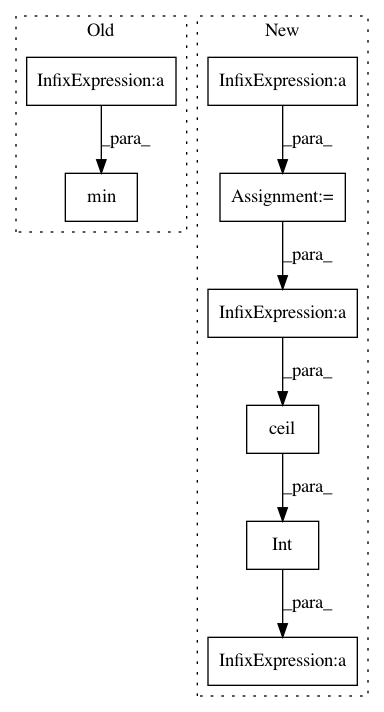 Old
InfixExpression:a
_para_
min
New
InfixExpression:a
_para_
Assignment:=
_para_
InfixExpression:a
_para_
ceil
_para_
Int
_para_
InfixExpression:a